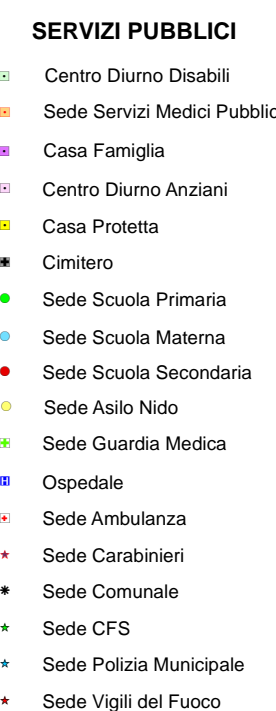 SERVIZI PUBBLICI
Centro Diurno Disabili
Sede Servizi Medici Pubblic
Casa Famiglia
Centro Diurno Anziani
Casa Protetta
Cimitero
Sede Scuola Primaria
Sede Scuola Materna
Sede Scuola Secondaria
Sede Asilo Nido
Sede Guardia Medica
H Ospedale
Sede Ambulanza
Sede Carabinieri
Sede Comunale
Sede CFS
Sede Polizia Municipale
Sede Vigili del Fuoco